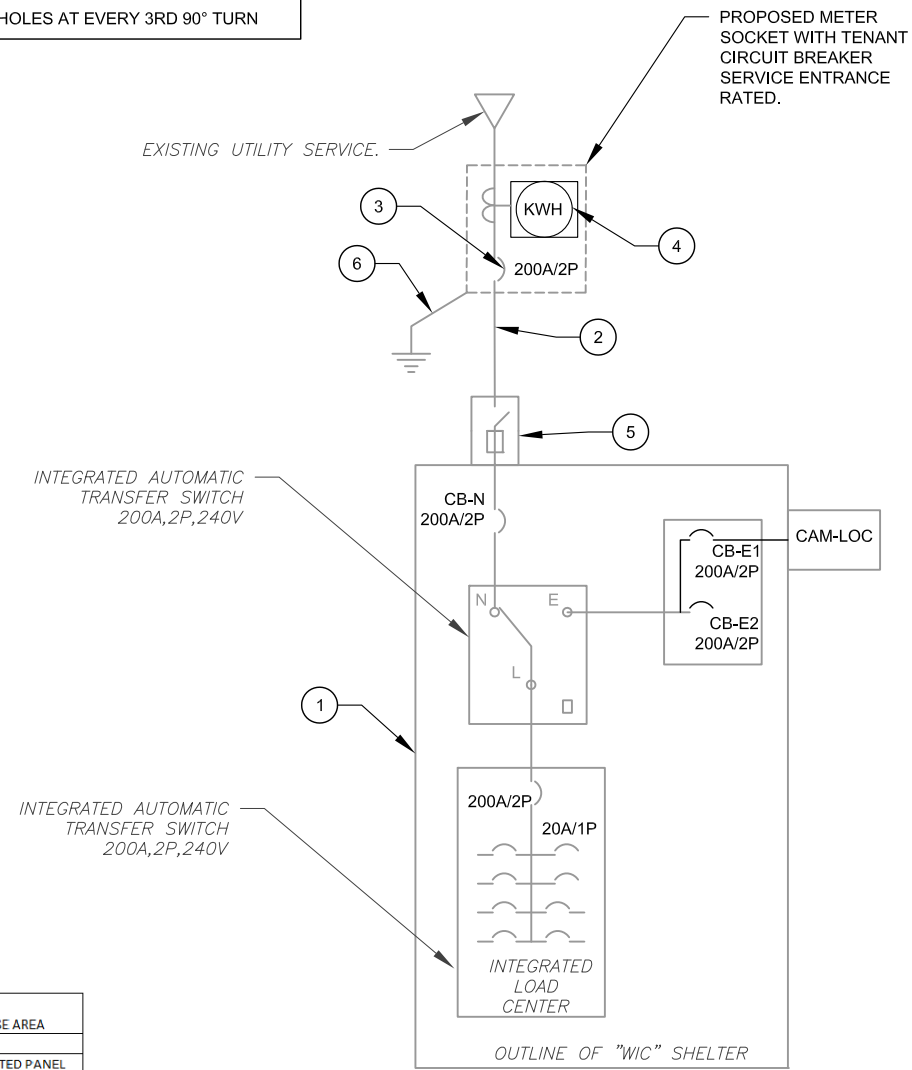 HOLES AT EVERY 3RD 90° TURN
PROPOSED METER
SOCKET WITH TENANT
CIRCUIT BREAKER
SERVICE ENTRANCE
RATED.
EXISTING UTILITY SERVICE.
3
KWH
4
6
200A/2P
2
5
INTEGRATED AUTOMATIC
TRANSFER SWITCH
200A,2P,240V
CB-N
200A/2P
CAM-LOC
CB-E1
200A/2P
N
E
CB-E2
200A/2P
L
1
INTEGRATED AUTOMATIC
TRANSFER SWITCH
200A,2P,240V
200A/2P
20A/1P
INTEGRATED
LOAD
CENTER
OUTLINE OF "WIC" SHELTER
AREA
PANEL